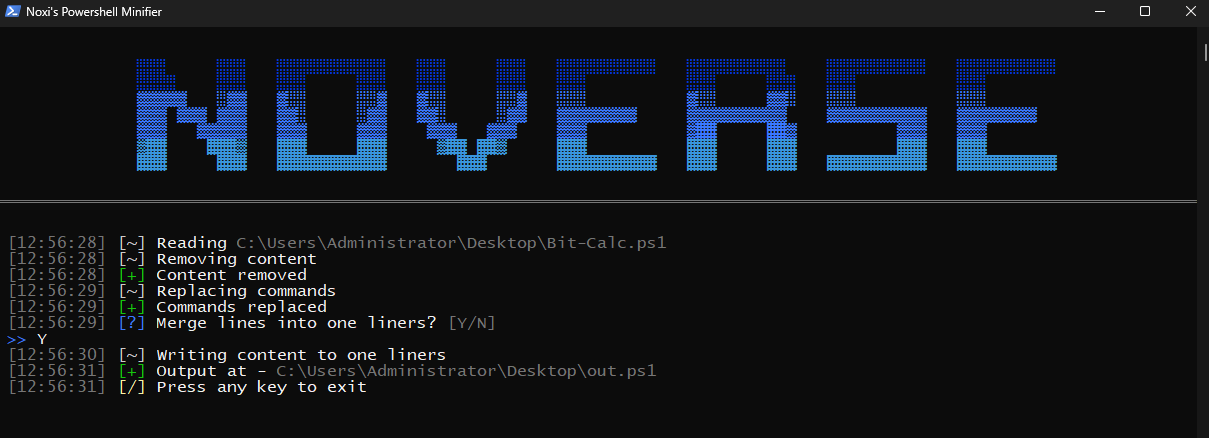 Noxi's Powershell Minifier
NOVERSE
[12:56:28] [~] Reading C:\Users\Administrator\Desktop\Bit-Calc.ps1
[12:56:28] [~] Removing content
[12:56:28] [+] Content removed
[12:56:29] [~] Replacing commands
[12:56:29] [+] Commands replaced
[12:56:29] [?] Merge lines into one liners? [Y/N]
>> Y
[12:56:30] [~] Writing content to one liners
[12:56:31] [+] Output at - C:\Users\Administrator\Desktop\out.ps1
[12:56:31] [/] Press any key to exit